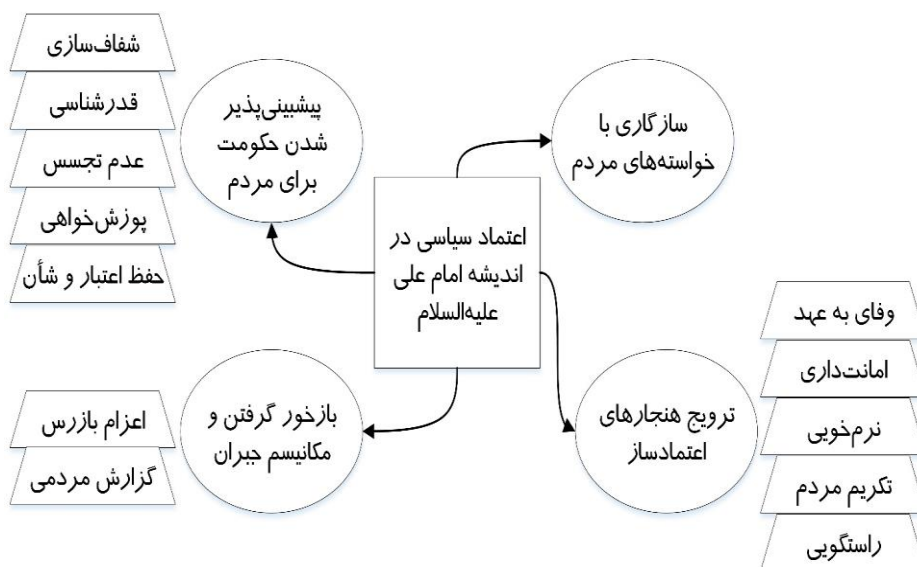 سازگاری با
خواسته‌های مردم
پیشبینی‌پذیر
شدن حکومت
برای مردم
شفاف‌سازی
قدرشناسی
عدم تجسس
پوزش‌خواهی
حفظ اعتبار و شأن
اعتماد سیاسی در
اندیشه امام علی
علیه‌السلام
ترویج هنجارهای
اعتمادساز
وفای به عهد
امانت‌داری
نرم‌خویی
تکریم مردم
راستگویی
بازخور گرفتن و
مکانیسم جبران
اعزام بازرس
گزارش مردمی